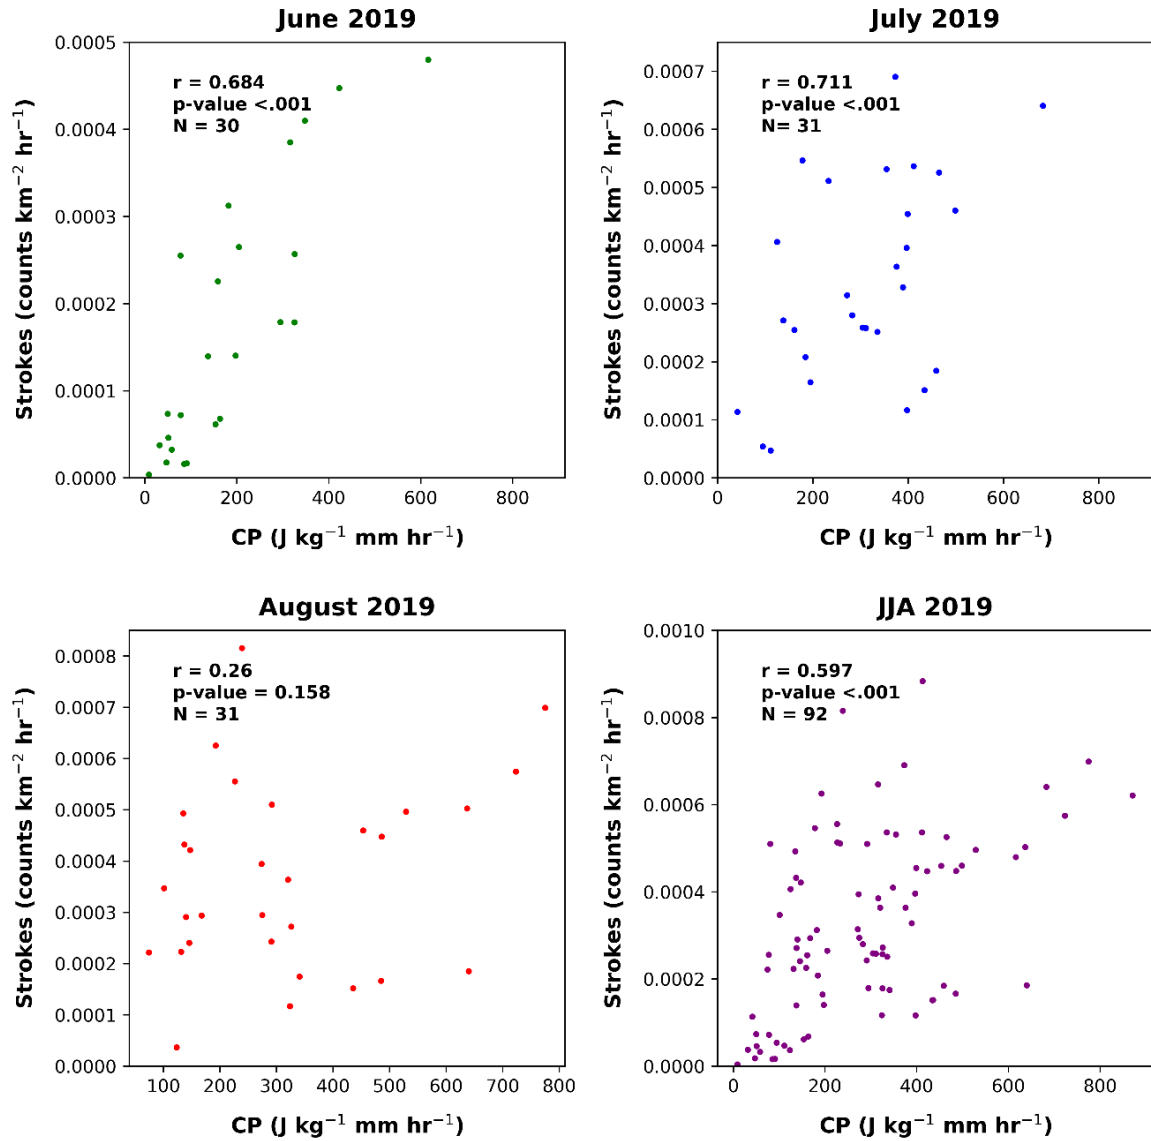 June 2019
0.0005
0.0004
0.0003
0.0002
0.0001
0.0000
Strokes (counts km⁻² hr⁻¹)
r = 0.684
p-value <.001
N = 30
0
200
400
600
800
CP (J kg⁻¹ mm hr⁻¹)
July 2019
0.0007
0.0006
0.0005
0.0004
0.0003
0.0002
0.0001
0.0000
Strokes (counts km⁻² hr⁻¹)
r = 0.711
p-value <.001
N= 31
0
200
400
600
800
CP (J kg⁻¹ mm hr⁻¹)
August 2019
0.0008
0.0007
0.0006
0.0005
0.0004
0.0003
0.0002
0.0001
0.0000
Strokes (counts km⁻² hr⁻¹)
r = 0.26
p-value = 0.158
N = 31
100
200
300
400
500
600
700
800
CP (J kg⁻¹ mm hr⁻¹)
JJA 2019
0.0010
0.0008
0.0006
0.0004
0.0002
0.0000
Strokes (counts km⁻² hr⁻¹)
r = 0.597
p-value <.001
N = 92
0
200
400
600
800
CP (J kg⁻¹ mm hr⁻¹)